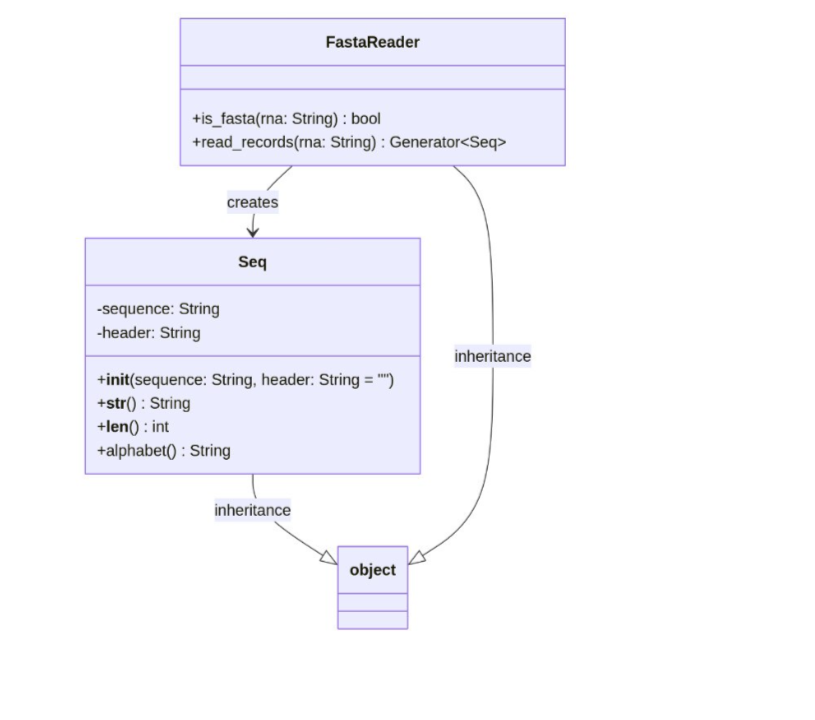 FastaReader
+is_fasta(rna: String) : bool
+read_records(rna: String) : Generator<Seq>
creates
Seq
-sequence: String
-header: String
+init(sequence: String, header: String = "")
+str() : String
+len() : int
+alphabet() : String
inheritance
inheritance
object